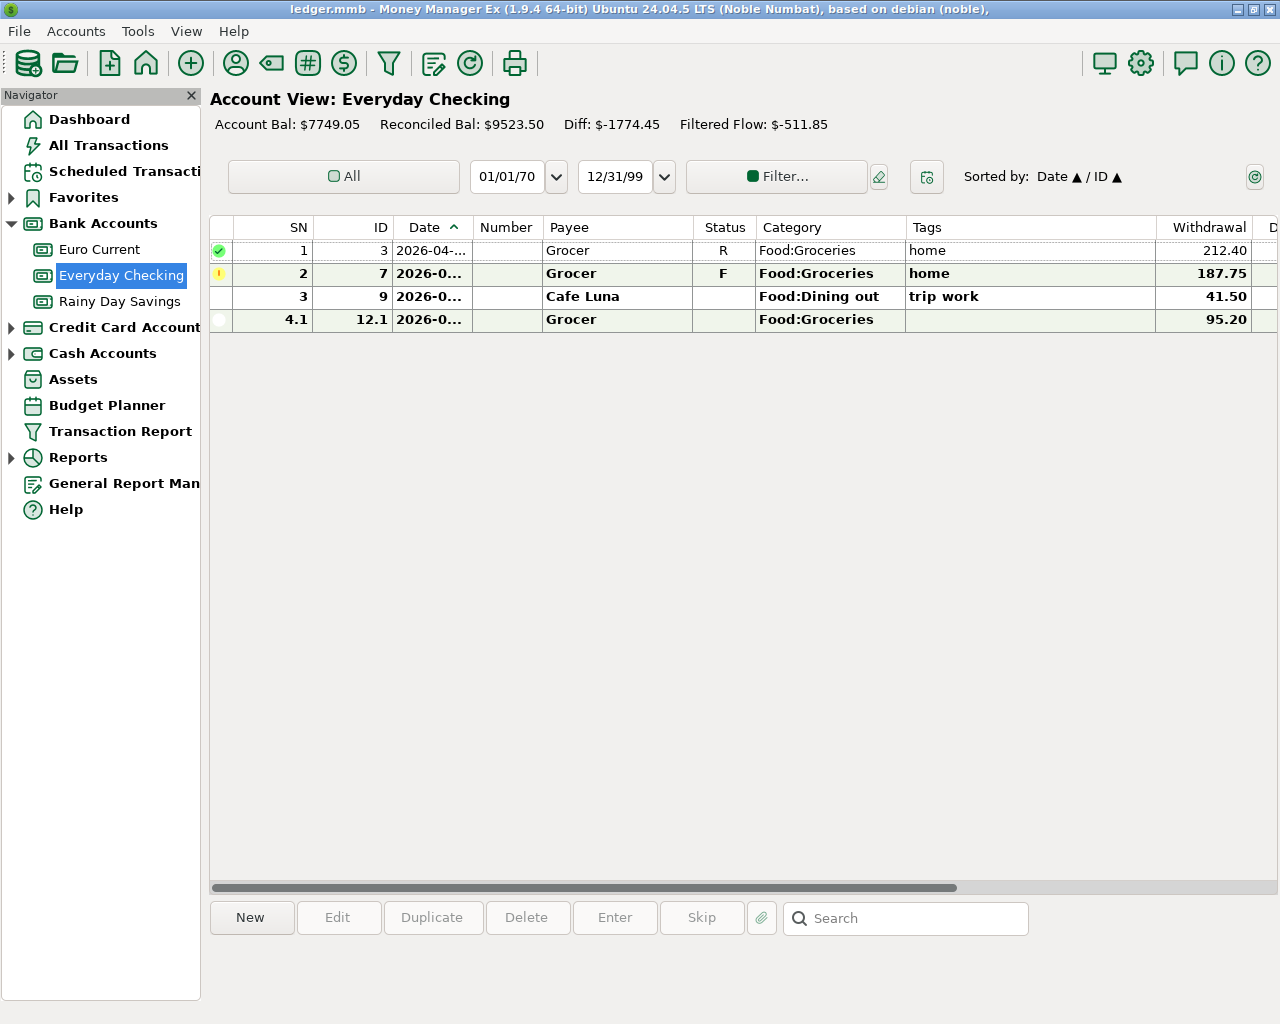 ledger.mmb - Money Manager Ex (1.9.4 64-bit) Ubuntu 24.04.5 LTS (Noble Numbat), based on debian (noble),
File Accounts Tools View Help
Navigator
Dashboard
All Transactions
Scheduled Transacti
Favorites
Bank Accounts
Euro Current
Everyday Checking
Rainy Day Savings
Credit Card Account
Cash Accounts
Assets
Budget Planner
Transaction Report
Reports
General Report Man
Help
Account View: Everyday Checking
Account Bal: $7749.05 Reconciled Bal: $9523.50 Diff: $-1774.45 Filtered Flow: $-511.85
All 01/01/70 12/31/99 Filter... Sorted by: Date ▲ / ID ▲
SN ID Date Number Payee Status Category Tags Withdrawal D
1 3 2026-04-... Grocer R Food:Groceries home 212.40
2 7 2026-0... Grocer F Food:Groceries home 187.75
3 9 2026-0... Cafe Luna Food:Dining out trip work 41.50
4.1 12.1 2026-0... Grocer Food:Groceries 95.20
New Edit Duplicate Delete Enter Skip Search